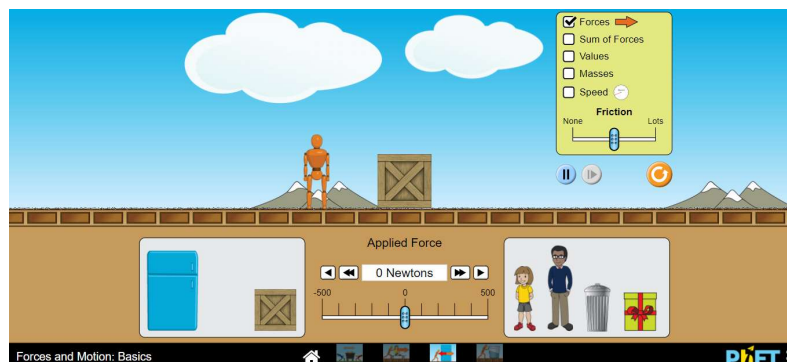 Forces
Sum of Forces
Values
Masses
Speed
Friction
None Lots
Applied Force
0 Newtons
-500 0 500
Forces and Motion: Basics
PhET